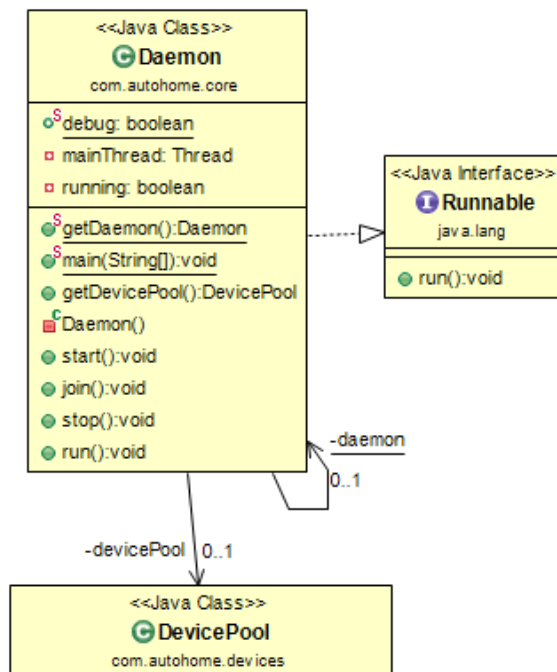 <<Java Class>>
Daemon
com.autohome.core
debug: boolean
mainThread: Thread
running: boolean
getDaemon():Daemon
main(String[]):void
getDevicePool():DevicePool
Daemon()
start():void
join():void
stop():void
run():void
<<Java Interface>>
Runnable
java.lang
run():void
-daemon
0..1
-devicePool 0..1
<<Java Class>>
DevicePool
com.autohome.devices